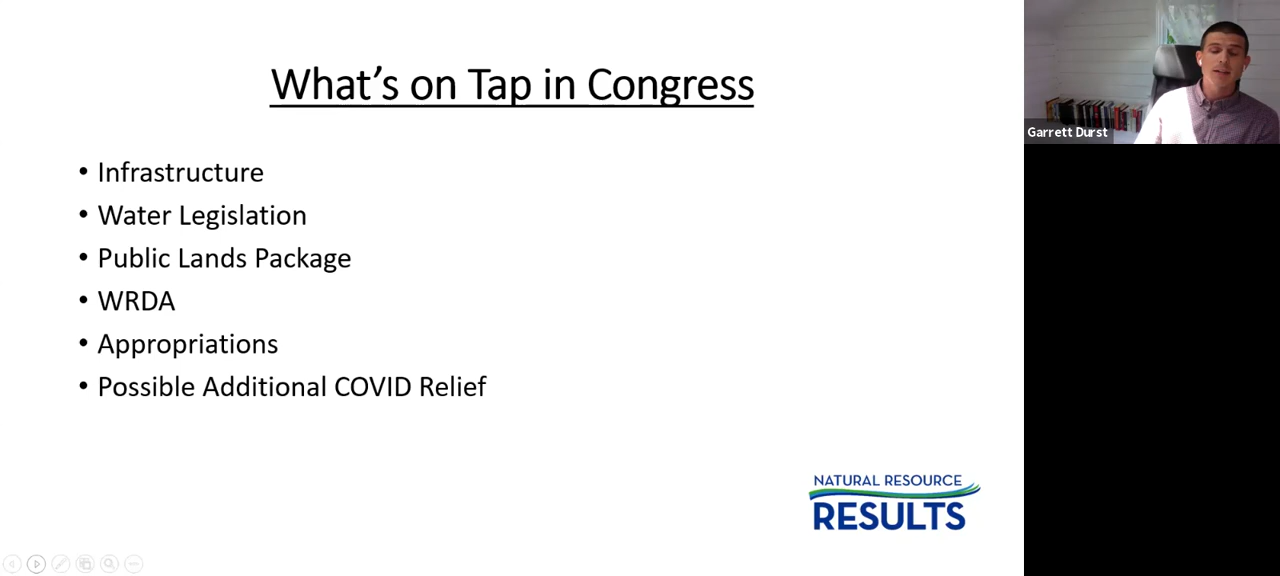 What's on Tap in Congress
• Infrastructure
• Water Legislation
• Public Lands Package
• WRDA
• Appropriations
• Possible Additional COVID Relief
NATURAL RESOURCE
RESULTS
Garrett Durst